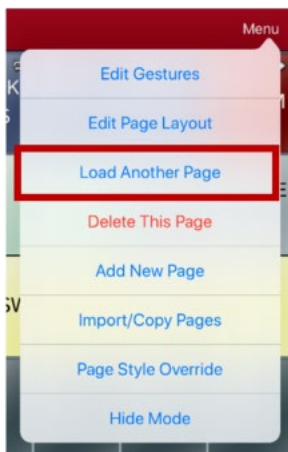 Menu
Edit Gestures
Edit Page Layout
Load Another Page
Delete This Page
Add New Page
Import/Copy Pages
Page Style Override
Hide Mode